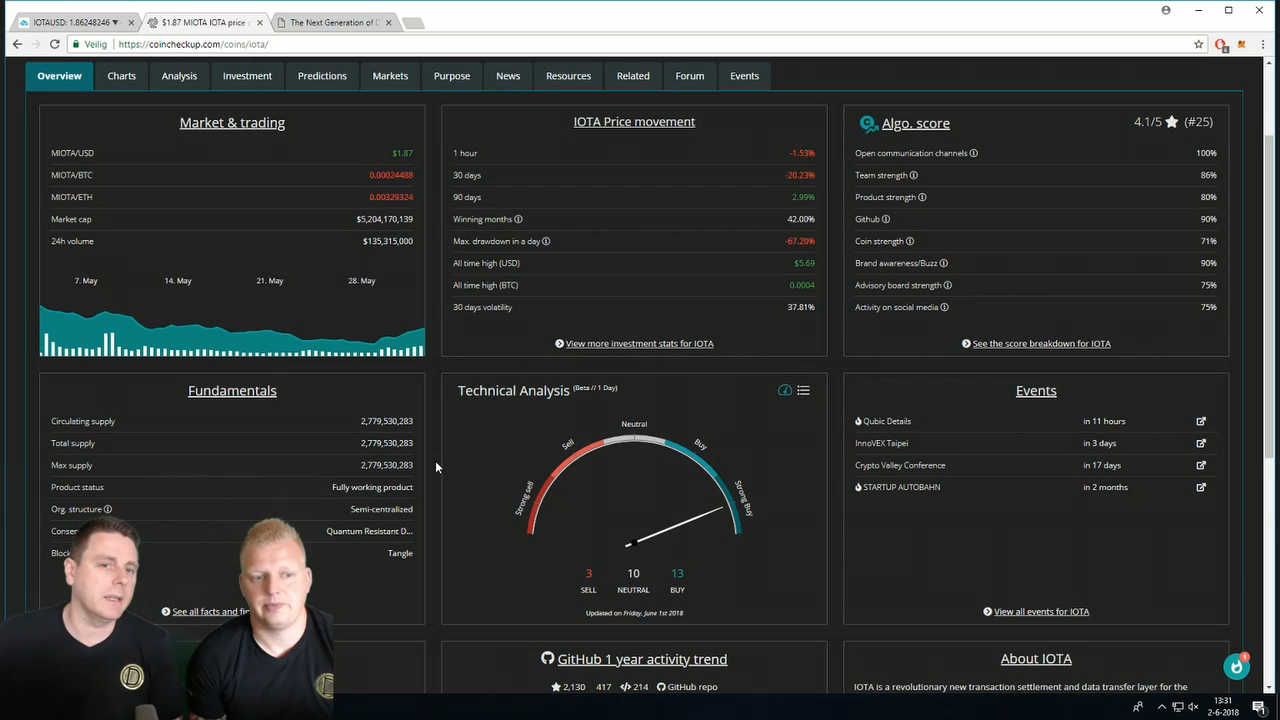 IOTAUSD: 1.86248246 ▼
$1.87 MIOTA IOTA price
The Next Generation of D
Veilig
https://coincheckup.com/coins/iota/
Overview Charts Analysis Investment Predictions Markets Purpose News Resources Related Forum Events
Market & trading
MIOTA/USD $1.87
MIOTA/BTC 0.00024488
MIOTA/ETH 0.00329324
Market cap $5,204,170,139
24h volume $135,315,000
7. May 14. May 21. May 28. May
IOTA Price movement
1 hour -1.53%
30 days -20.23%
90 days 2.99%
Winning months 42.00%
Max. drawdown in a day -67.20%
All time high (USD) $5.69
All time high (BTC) 0.0004
30 days volatility 37.81%
View more investment stats for IOTA
Algo. score 4.1/5 (#25)
Open communication channels 100%
Team strength 86%
Product strength 80%
Github 90%
Coin strength 71%
Brand awareness/Buzz 90%
Advisory board strength 75%
Activity on social media 75%
See the score breakdown for IOTA
Fundamentals
Circulating supply 2,779,530,283
Total supply 2,779,530,283
Max supply 2,779,530,283
Product status Fully working product
Org. structure Semi-centralized
Quantum Resistant D...
Tangle
See all facts and
Technical Analysis (Beta // 1 Day)
Neutral
Sell Buy
Strong sell Strong Buy
3 10 13
SELL NEUTRAL BUY
Updated on Friday, June 1st 2018
Events
Qubic Details in 11 hours
InnoVEX Taipei in 3 days
Crypto Valley Conference in 17 days
STARTUP AUTOBAHN in 2 months
View all events for IOTA
GitHub 1 year activity trend
2,130 417 214 GitHub repo
About IOTA
IOTA is a revolutionary new transaction settlement and data transfer layer for the
13:31
2-6-2018